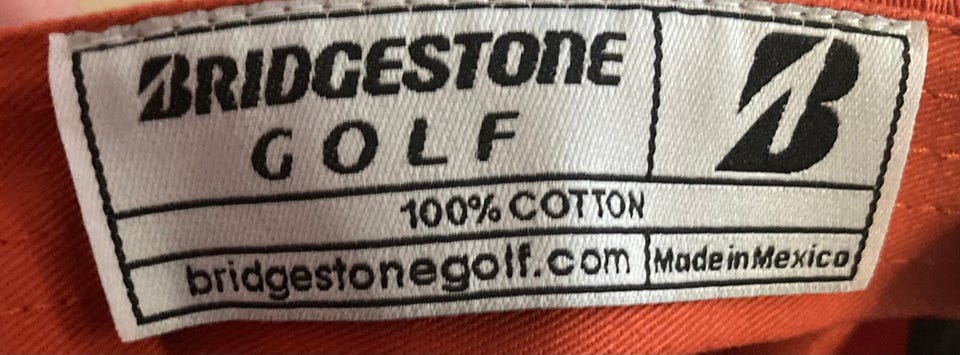 BRIDGESTONE
GOLF
B
100% COTTON
bridgestonegolf.com
Made in Mexico